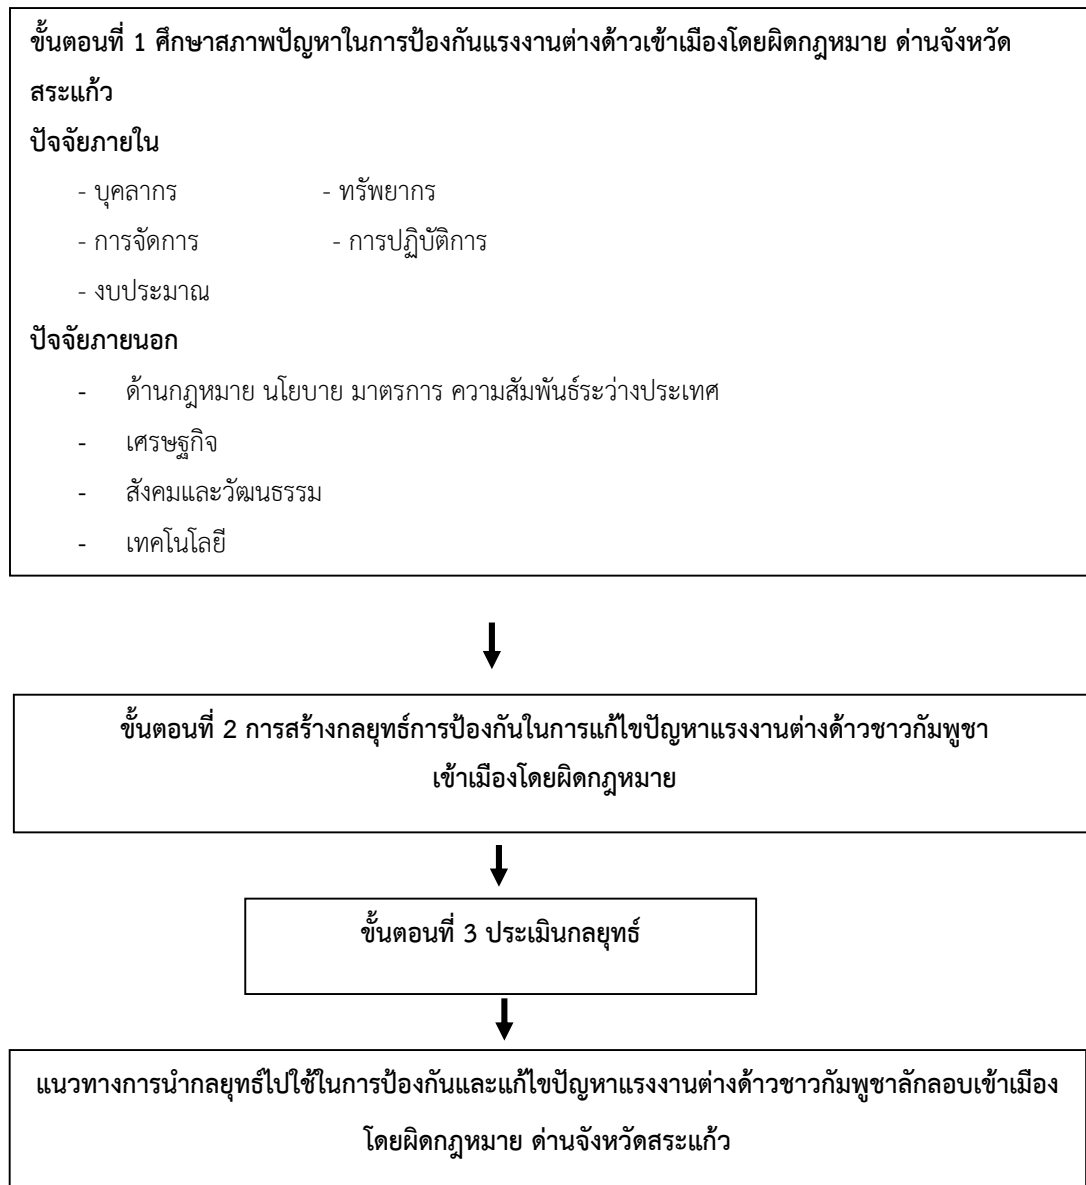 ขั้นตอนที่ 1 ศึกษาสภาพปัญหาในการป้องกันแรงงานต่างด้าวเข้าเมืองโดยผิดกฎหมาย ด่านจังหวัด
สระแก้ว
ปัจจัยภายใน
- บุคลากร - ทรัพยากร
- การจัดการ - การปฏิบัติการ
- งบประมาณ
ปัจจัยภายนอก
- ด้านกฎหมาย นโยบาย มาตรการ ความสัมพันธ์ระว่างประเทศ
- เศรษฐกิจ
- สังคมและวัฒนธรรม
- เทคโนโลยี
ขั้นตอนที่ 2 การสร้างกลยุทธ์การป้องกันในการแก้ไขปัญหาแรงงานต่างด้าวชาวกัมพูชา
เข้าเมืองโดยผิดกฎหมาย
ขั้นตอนที่ 3 ประเมินกลยุทธ์
แนวทางการนำกลยุทธ์ไปใช้ในการป้องกันและแก้ไขปัญหาแรงงานต่างด้าวชาวกัมพูชาลักลอบเข้าเมือง
โดยผิดกฎหมาย ด่านจังหวัดสระแก้ว